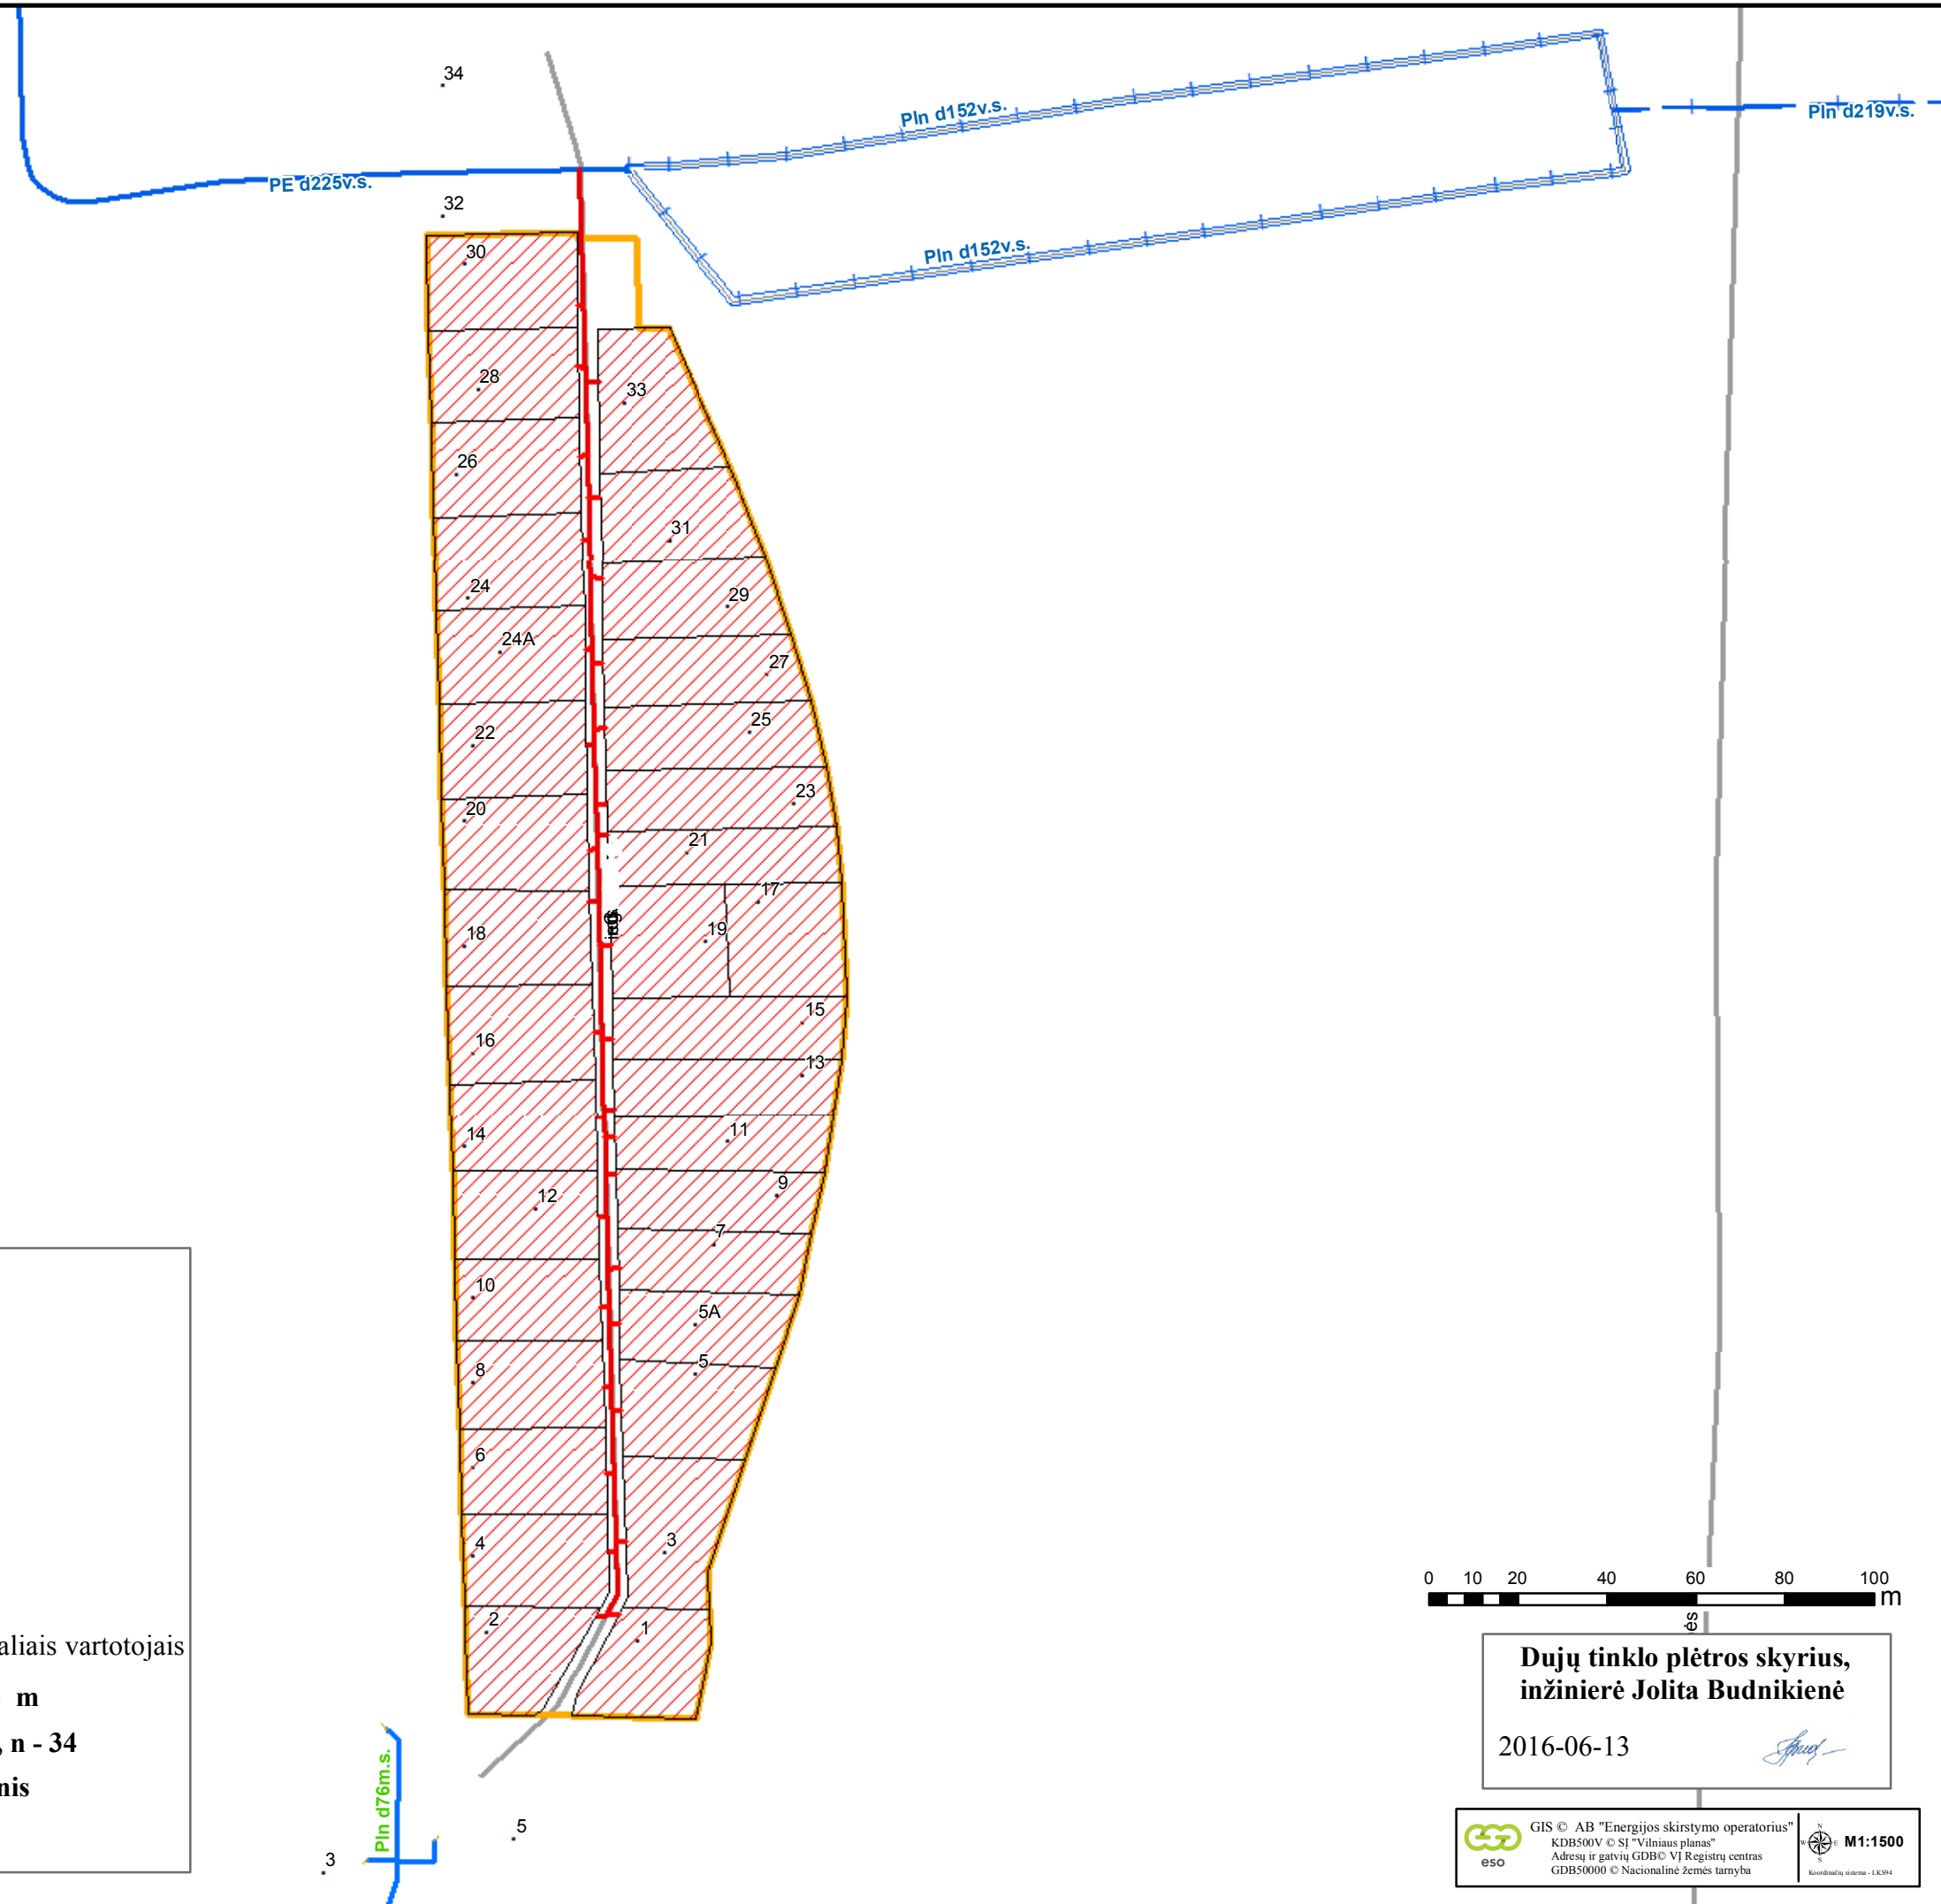 34
Pln d152v.s.
Pln d219v.s.
PE d225v.s.
32
30
Pln d152v.s.
28
33
26
31
24
29
24A
27
22
25
20
23
21
17
18
19
16
15
13
14
11
12
9
7
10
5A
8
5
6
4
3
2
1
aliais vartotojais
m
, n - 34
nis
Pln d76m.s.
5
3
0 10 20 40 60 80 100
m
ės
Dujų tinklo plėtros skyrius,
inžinierė Jolita Budnikienė
2016-06-13
eso
GIS © AB "Energijos skirstymo operatorius"
KDB500V © SĮ "Vilniaus planas"
Adresų ir gatvių GDB© VĮ Registrų centras
GDB50000 © Nacionalinė žemės tarnyba
N
W E
S
M1:1500
Koordinačių sistema - LKS94